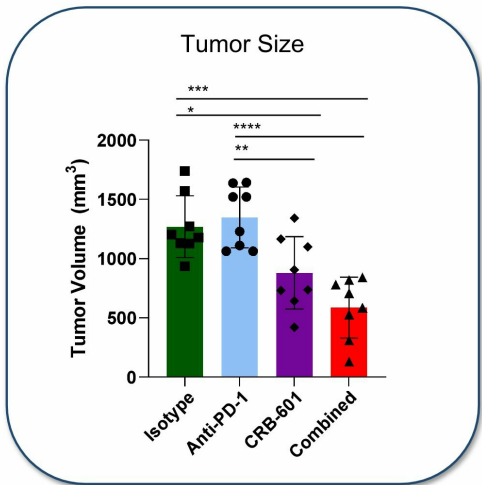 Tumor Size
***
*
****
**
Tumor Volume (mm³)
2000
1500
1000
500
0
Isotype
Anti-PD-1
CRB-601
Combined